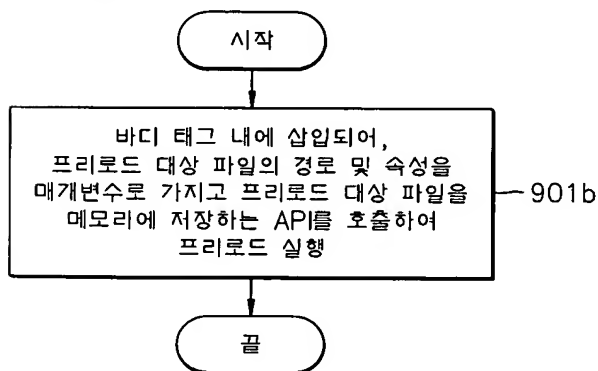 시작
바디 태그 내에 삽입되어,
프리로드 대상 파일의 경로 및 속성을
매개변수로 가지고 프리로드 대상 파일을
메모리에 저장하는 API를 호출하여
프리로드 실행
901b
끝